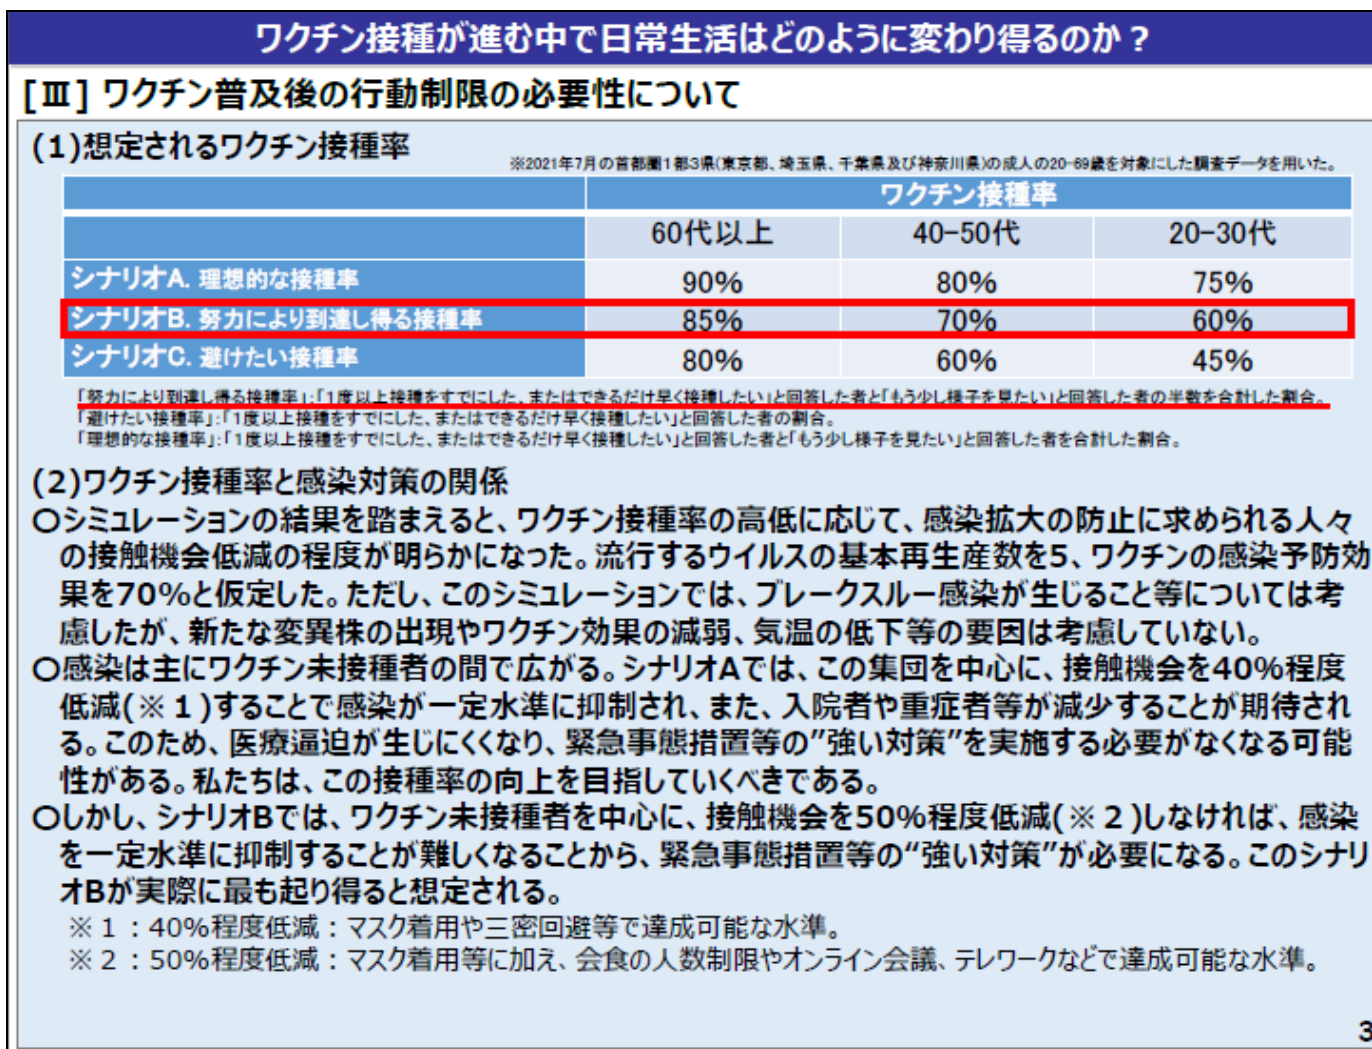 ワクチン接種が進む中で日常生活はどのように変わり得るのか？
[Ⅲ] ワクチン普及後の行動制限の必要性について
(1)想定されるワクチン接種率
※2021年7月の首都圏1都3県(東京都、埼玉県、千葉県及び神奈川県)の成人の20-69歳を対象にした調査データを用いた。
ワクチン接種率
60代以上 40-50代 20-30代
シナリオA. 理想的な接種率 90% 80% 75%
シナリオB. 努力により到達し得る接種率 85% 70% 60%
シナリオC. 避けたい接種率 80% 60% 45%
「努力により到達し得る接種率」:「1度以上接種をすでにした、またはできるだけ早く接種したい」と回答した者と「もう少し様子を見たい」と回答した者の半数を合計した割合。
「避けたい接種率」:「1度以上接種をすでにした、またはできるだけ早く接種したい」と回答した者の割合。
「理想的な接種率」:「1度以上接種をすでにした、またはできるだけ早く接種したい」と回答した者と「もう少し様子を見たい」と回答した者を合計した割合。
(2)ワクチン接種率と感染対策の関係
〇シミュレーションの結果を踏まえると、ワクチン接種率の高低に応じて、感染拡大の防止に求められる人々
の接触機会低減の程度が明らかになった。流行するウイルスの基本再生産数を5、ワクチンの感染予防効
果を70%と仮定した。ただし、このシミュレーションでは、ブレークスルー感染が生じること等については考
慮したが、新たな変異株の出現やワクチン効果の減弱、気温の低下等の要因は考慮していない。
〇感染は主にワクチン未接種者の間で広がる。シナリオAでは、この集団を中心に、接触機会を40%程度
低減(※１)することで感染が一定水準に抑制され、また、入院者や重症者等が減少することが期待され
る。このため、医療逼迫が生じにくくなり、緊急事態措置等の”強い対策”を実施する必要がなくなる可能
性がある。私たちは、この接種率の向上を目指していくべきである。
〇しかし、シナリオBでは、ワクチン未接種者を中心に、接触機会を50%程度低減(※２)しなければ、感染
を一定水準に抑制することが難しくなることから、緊急事態措置等の“強い対策”が必要になる。このシナリ
オBが実際に最も起り得ると想定される。
※１：40%程度低減：マスク着用や三密回避等で達成可能な水準。
※２：50%程度低減：マスク着用等に加え、会食の人数制限やオンライン会議、テレワークなどで達成可能な水準。
3